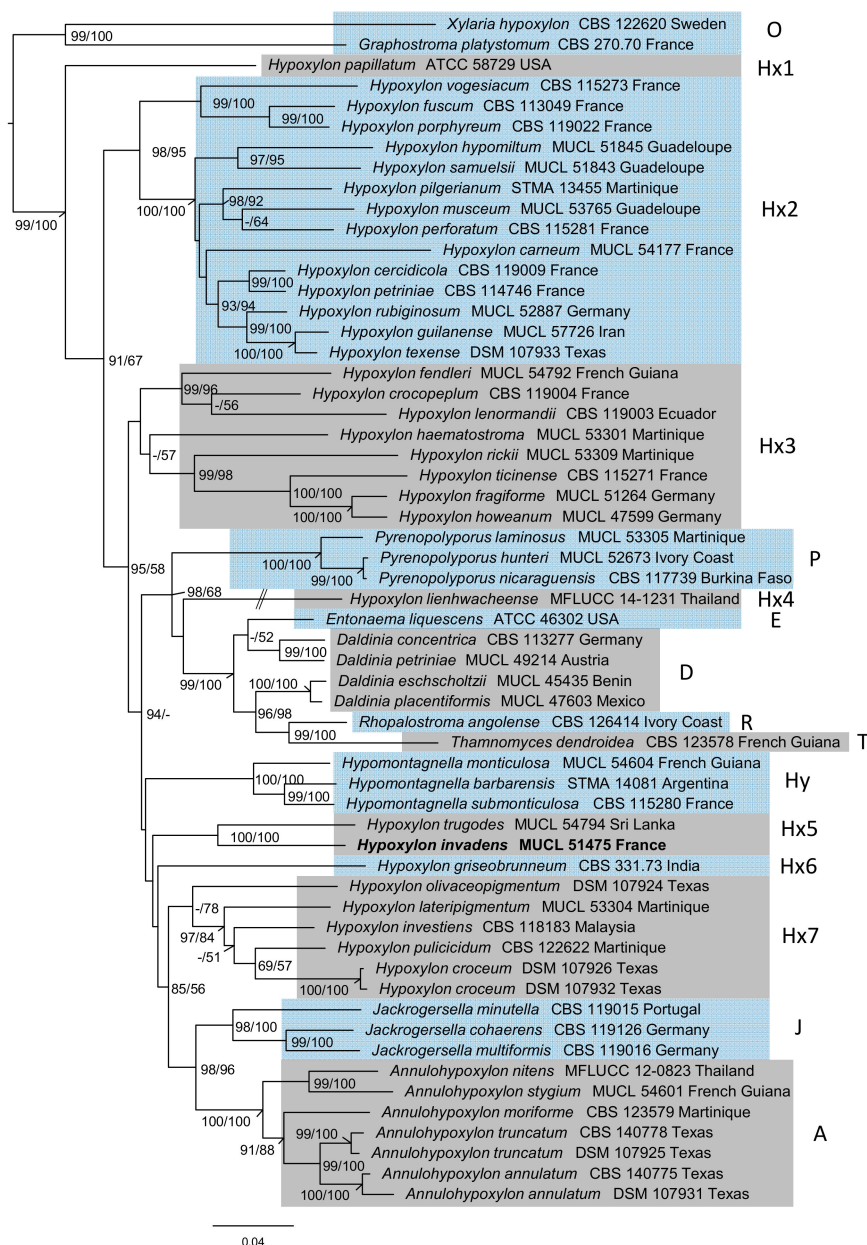 Xylaria hypoxylon CBS 122620 Sweden
O
99/100
Graphostroma platystomum CBS 270.70 France
Hypoxylon papillatum ATCC 58729 USA
Hx1
Hypoxylon vogesiacum CBS 115273 France
99/100
Hypoxylon fuscum CBS 113049 France
99/100
Hypoxylon porphyreum CBS 119022 France
98/95
Hypoxylon hypomiltum MUCL 51845 Guadeloupe
97/95
Hypoxylon samuelsii MUCL 51843 Guadeloupe
Hypoxylon pilgerianum STMA 13455 Martinique
98/92
100/100
Hypoxylon musceum MUCL 53765 Guadeloupe
Hx2
99/100
-/64
Hypoxylon perforatum CBS 115281 France
Hypoxylon carneum MUCL 54177 France
Hypoxylon cercidicola CBS 119009 France
99/100
Hypoxylon petriniae CBS 114746 France
93/94
Hypoxylon rubiginosum MUCL 52887 Germany
99/100
Hypoxylon guilanense MUCL 57726 Iran
100/100
Hypoxylon texense DSM 107933 Texas
91/67
Hypoxylon fendleri MUCL 54792 French Guiana
99/96
Hypoxylon crocopeplum CBS 119004 France
-/56
Hypoxylon lenormandii CBS 119003 Ecuador
Hypoxylon haematostroma MUCL 53301 Martinique
Hx3
-/57
Hypoxylon rickii MUCL 53309 Martinique
99/98
Hypoxylon ticinense CBS 115271 France
100/100
Hypoxylon fragiforme MUCL 51264 Germany
100/100
Hypoxylon howeanum MUCL 47599 Germany
Pyrenopolyporus laminosus MUCL 53305 Martinique
100/100
Pyrenopolyporus hunteri MUCL 52673 Ivory Coast
P
95/58
99/100
Pyrenopolyporus nicaraguensis CBS 117739 Burkina Faso
98/68
Hypoxylon lienhwacheense MFLUCC 14-1231 Thailand
Hx4
Entonaema liquescens ATCC 46302 USA
E
-/52
Daldinia concentrica CBS 113277 Germany
99/100
Daldinia petriniae MUCL 49214 Austria
D
99/100
100/100
Daldinia eschscholtzii MUCL 45435 Benin
Daldinia placentiformis MUCL 47603 Mexico
94/-
96/98
Rhopalostroma angolense CBS 126414 Ivory Coast
R
99/100
Thamnomyces dendroidea CBS 123578 French Guiana
T
Hypomontagnella monticulosa MUCL 54604 French Guiana
100/100
Hypomontagnella barbarensis STMA 14081 Argentina
Hy
99/100
Hypomontagnella submonticulosa CBS 115280 France
Hypoxylon trugodes MUCL 54794 Sri Lanka
Hx5
100/100
Hypoxylon invadens MUCL 51475 France
Hypoxylon griseobrunneum CBS 331.73 India
Hx6
Hypoxylon olivaceopigmentum DSM 107924 Texas
-/78
Hypoxylon lateripigmentum MUCL 53304 Martinique
97/84
Hypoxylon investiens CBS 118183 Malaysia
Hx7
-/51
Hypoxylon pulicicidum CBS 122622 Martinique
69/57
Hypoxylon croceum DSM 107926 Texas
85/56
100/100
Hypoxylon croceum DSM 107932 Texas
Jackrogersella minutella CBS 119015 Portugal
98/100
Jackrogersella cohaerens CBS 119126 Germany
J
99/100
Jackrogersella multiformis CBS 119016 Germany
98/96
Annulohypoxylon nitens MFLUCC 12-0823 Thailand
99/100
Annulohypoxylon stygium MUCL 54601 French Guiana
100/100
Annulohypoxylon moriforme CBS 123579 Martinique
99/100
Annulohypoxylon truncatum CBS 140778 Texas
A
91/88
Annulohypoxylon truncatum DSM 107925 Texas
99/100
Annulohypoxylon annulatum CBS 140775 Texas
100/100
Annulohypoxylon annulatum DSM 107931 Texas
0.04